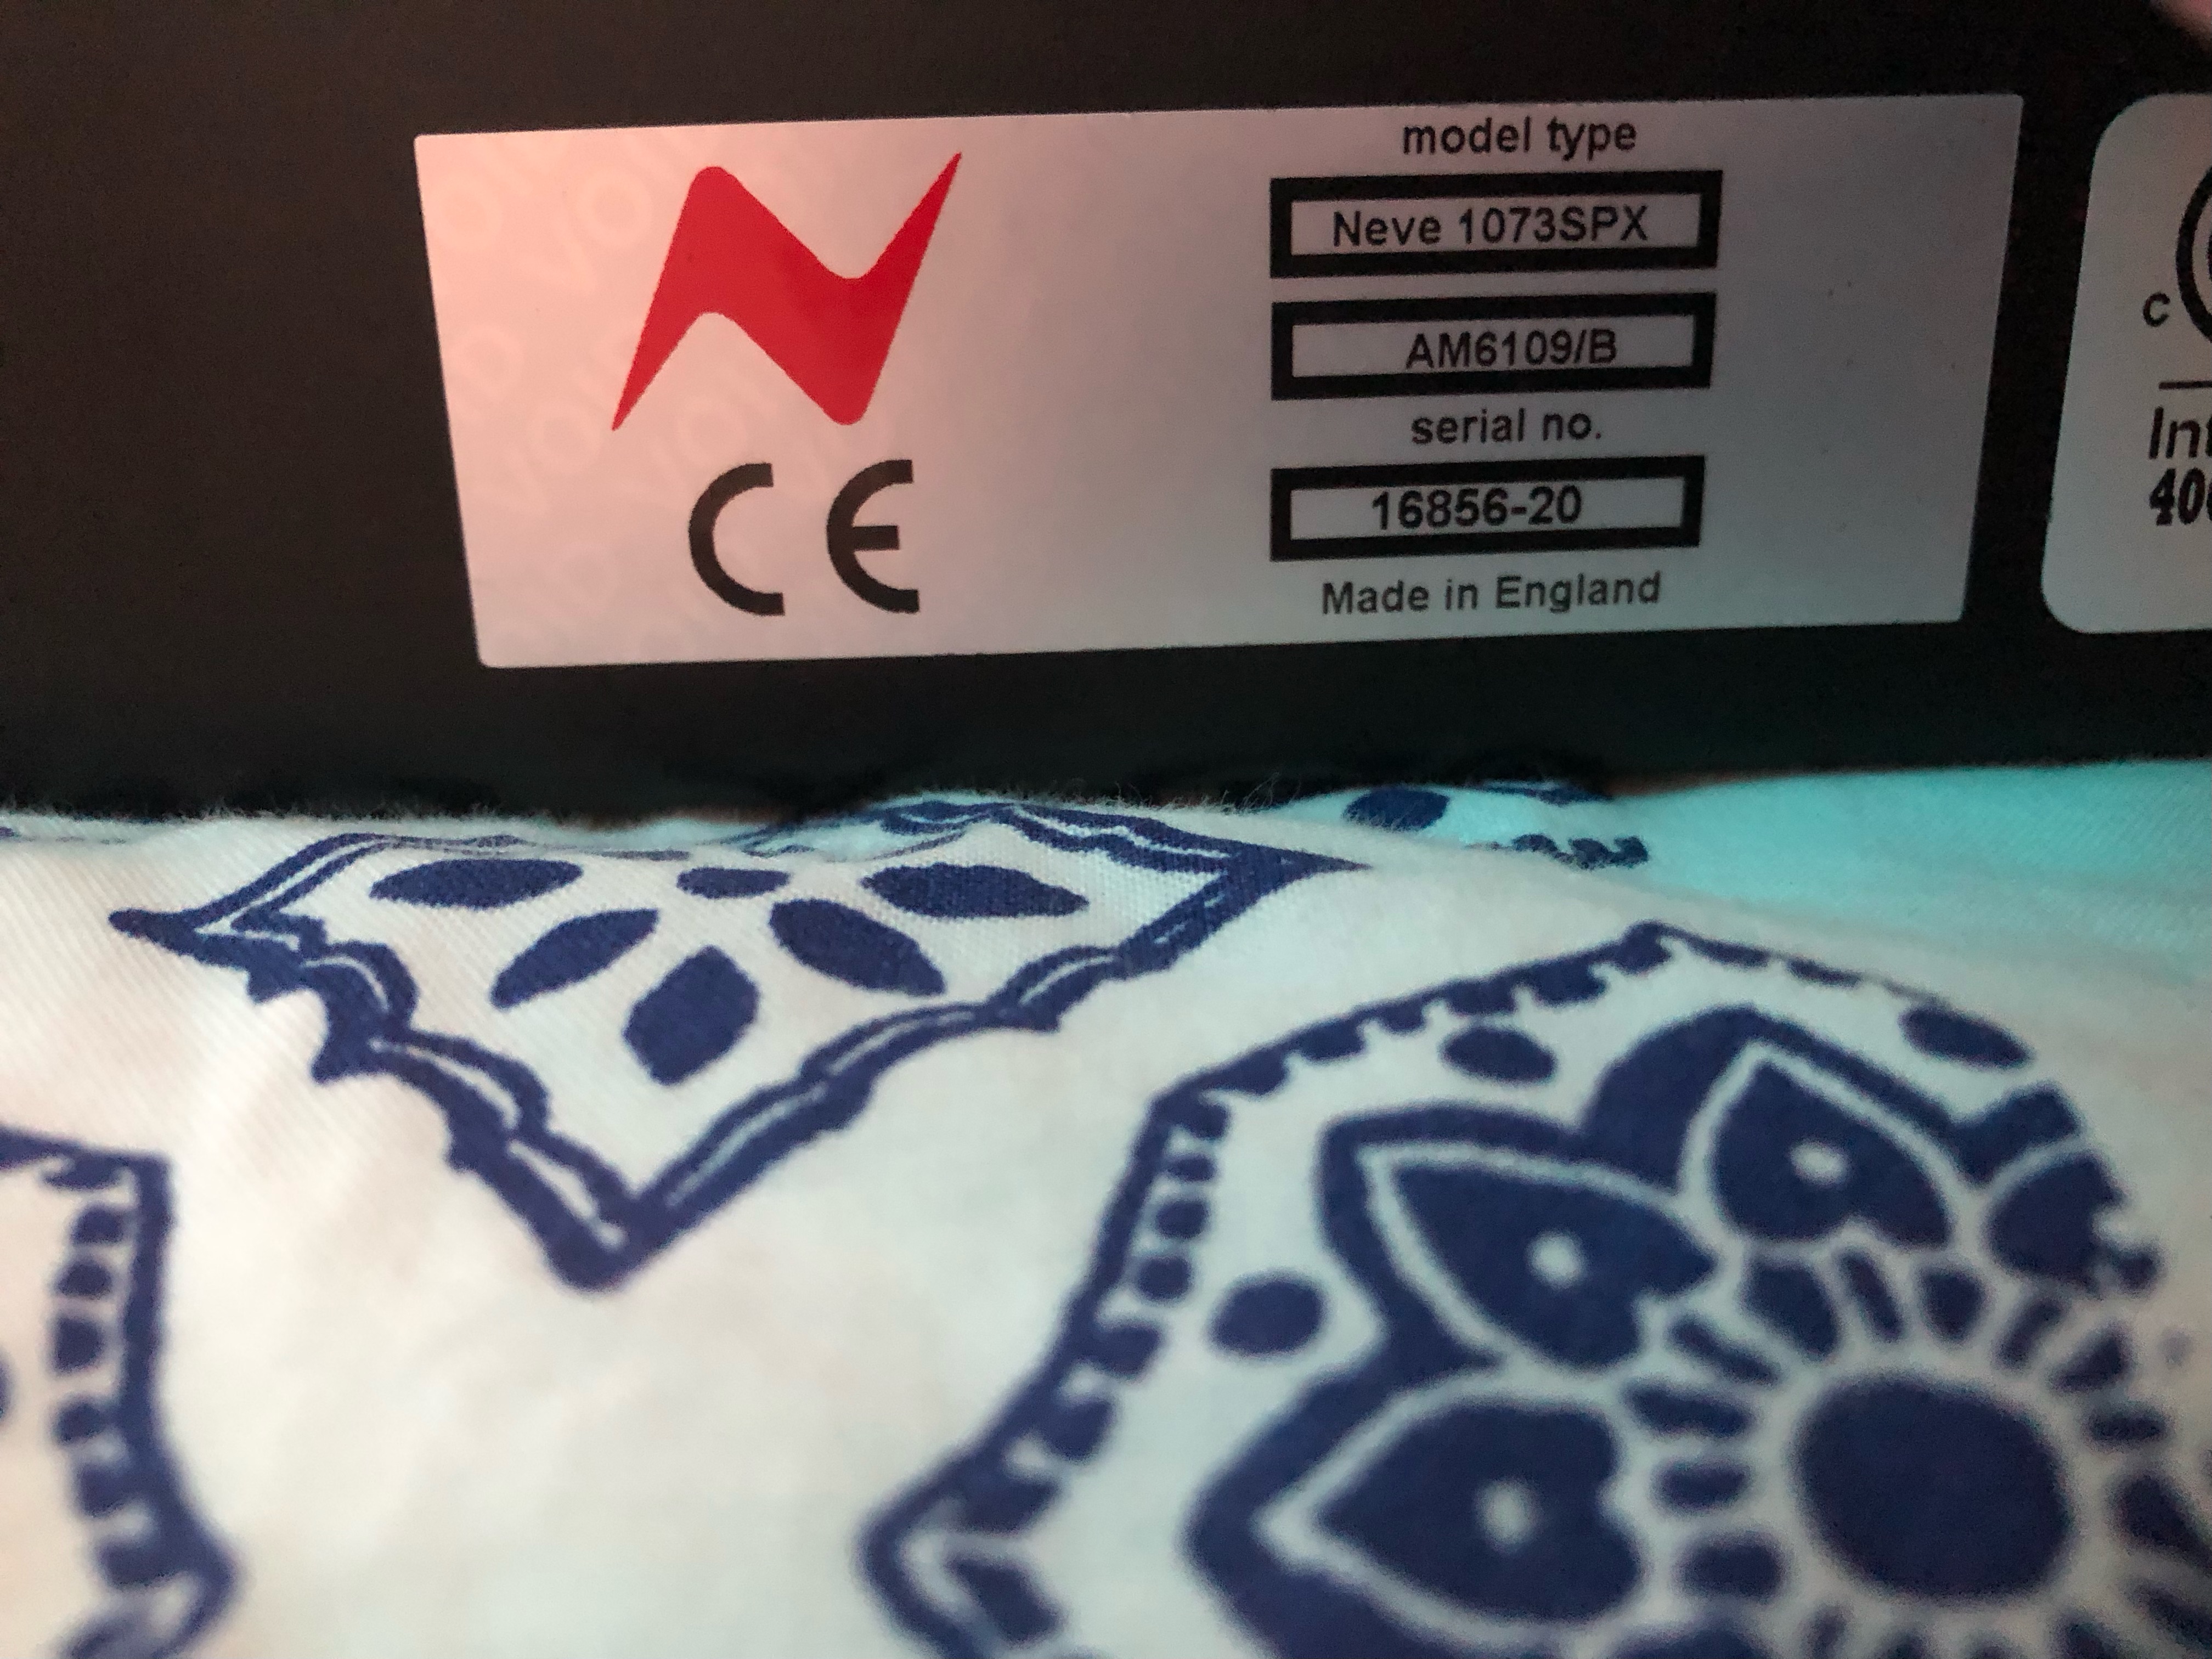 model type
Neve 1073SPX
AM6109/B
serial no.
16856-20
Made in England
CE
C